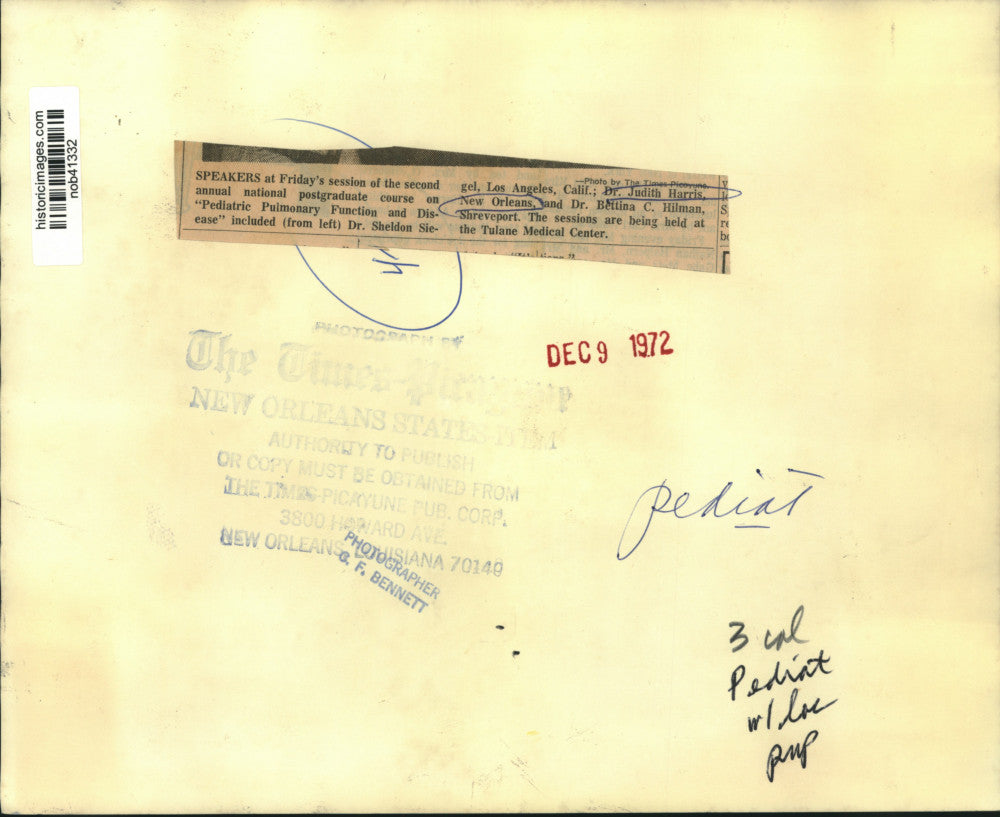 historicimages.com
nob41332
—Photo by The Times-Picayune.
SPEAKERS at Friday's session of the second
annual national postgraduate course on
"Pediatric Pulmonary Function and Dis-
ease" included (from left) Dr. Sheldon Sie-
gel, Los Angeles, Calif.; Dr. Judith Harris,
New Orleans, and Dr. Bettina C. Hilman,
Shreveport. The sessions are being held at
the Tulane Medical Center.
PHOTOGRAPH BY
The Times-Picayune
NEW ORLEANS STATES-ITEM
AUTHORITY TO PUBLISH
OR COPY MUST BE OBTAINED FROM
THE TIMES-PICAYUNE PUB. CORP.
3800 HOWARD AVE.
NEW ORLEANS, LOUISIANA 70140
PHOTOGRAPHER
G. F. BENNETT
DEC 9 1972
pediat
3 col
Pediat
w/loc
pup